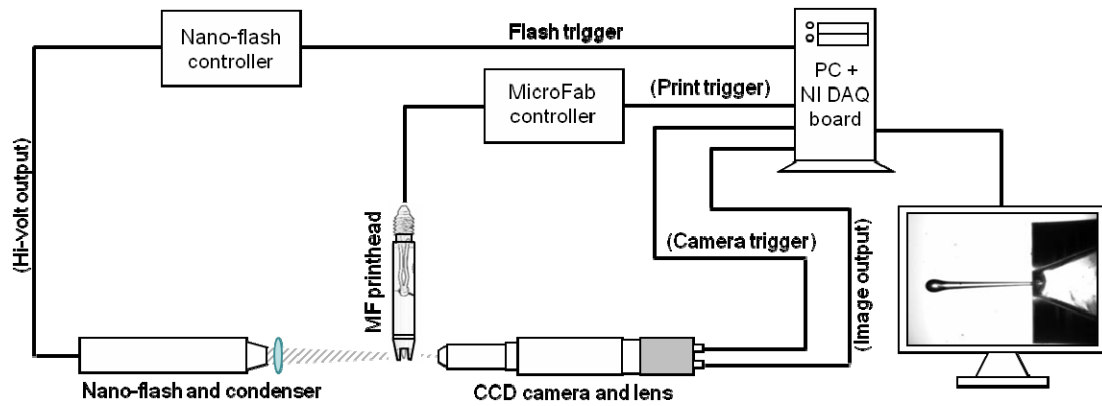 Nano-flash
controller
Flash trigger
PC +
NI DAQ
board
MicroFab
controller
(Print trigger)
(Hi-volt output)
MF printhead
(Camera trigger)
(Image output)
Nano-flash and condenser
CCD camera and lens